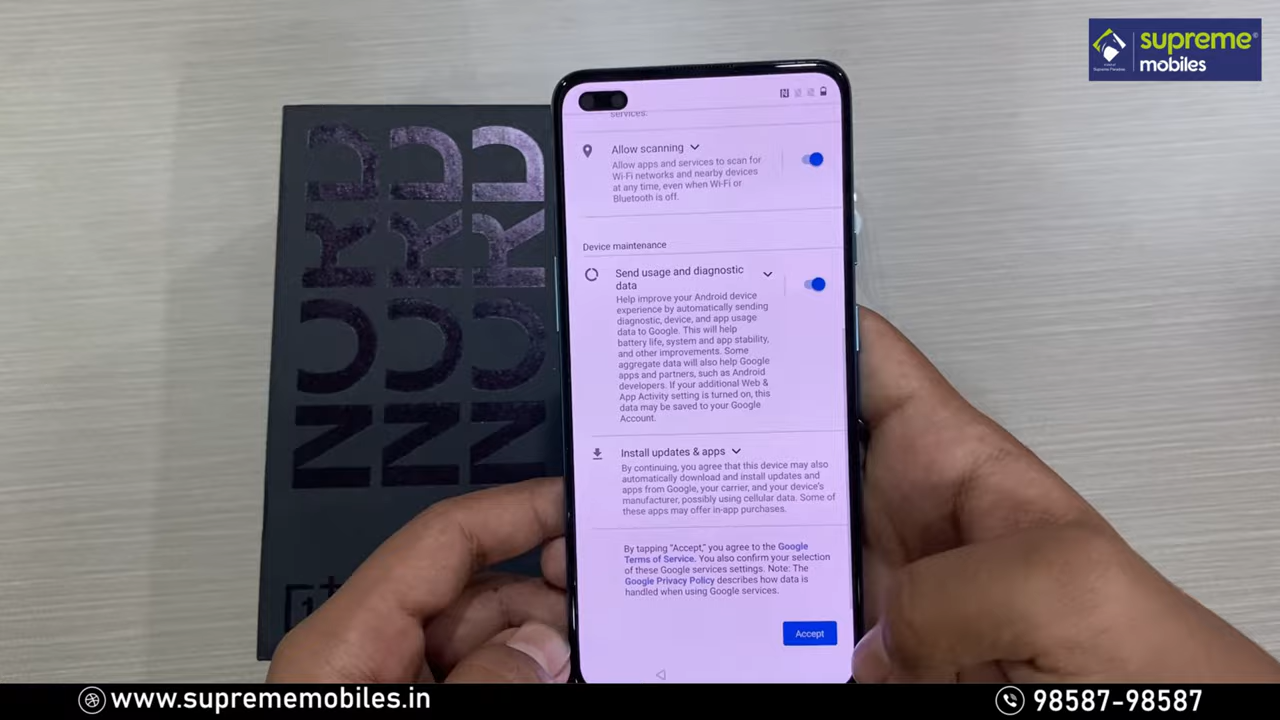 supreme
mobiles
services.
Allow scanning
Allow apps and services to scan for
Wi-Fi networks and nearby devices
at any time, even when Wi-Fi or
Bluetooth is off.
Device maintenance
Send usage and diagnostic
data
Help improve your Android device
experience by automatically sending
diagnostic, device, and app usage
data to Google. This will help
battery life, system and app stability,
and other improvements. Some
aggregate data will also help Google
apps and partners, such as Android
developers. If your additional Web &
App Activity setting is turned on, this
data may be saved to your Google
Account.
Install updates & apps
By continuing, you agree that this device may also
automatically download and install updates and
apps from Google, your carrier, and your device's
manufacturer, possibly using cellular data. Some of
these apps may offer in-app purchases.
By tapping "Accept," you agree to the Google
Terms of Service. You also confirm your selection
of these Google services settings. Note: The
Google Privacy Policy describes how data is
handled when using Google services.
Accept
NORD
NORD
NORD
www.suprememobiles.in
98587-98587